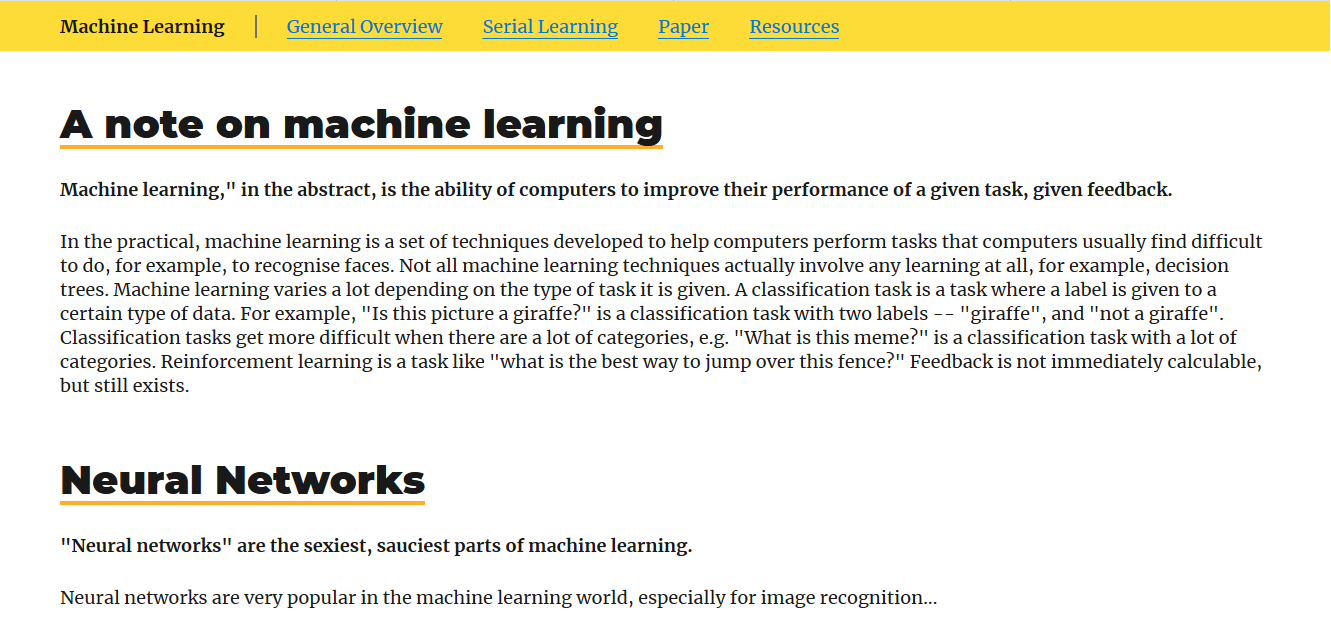 Machine Learning | General Overview Serial Learning Paper Resources
A note on machine learning
Machine learning," in the abstract, is the ability of computers to improve their performance of a given task, given feedback.
In the practical, machine learning is a set of techniques developed to help computers perform tasks that computers usually find difficult
to do, for example, to recognise faces. Not all machine learning techniques actually involve any learning at all, for example, decision
trees. Machine learning varies a lot depending on the type of task it is given. A classification task is a task where a label is given to a
certain type of data. For example, "Is this picture a giraffe?" is a classification task with two labels -- "giraffe", and "not a giraffe".
Classification tasks get more difficult when there are a lot of categories, e.g. "What is this meme?" is a classification task with a lot of
categories. Reinforcement learning is a task like "what is the best way to jump over this fence?" Feedback is not immediately calculable,
but still exists.
Neural Networks
"Neural networks" are the sexiest, sauciest parts of machine learning.
Neural networks are very popular in the machine learning world, especially for image recognition...